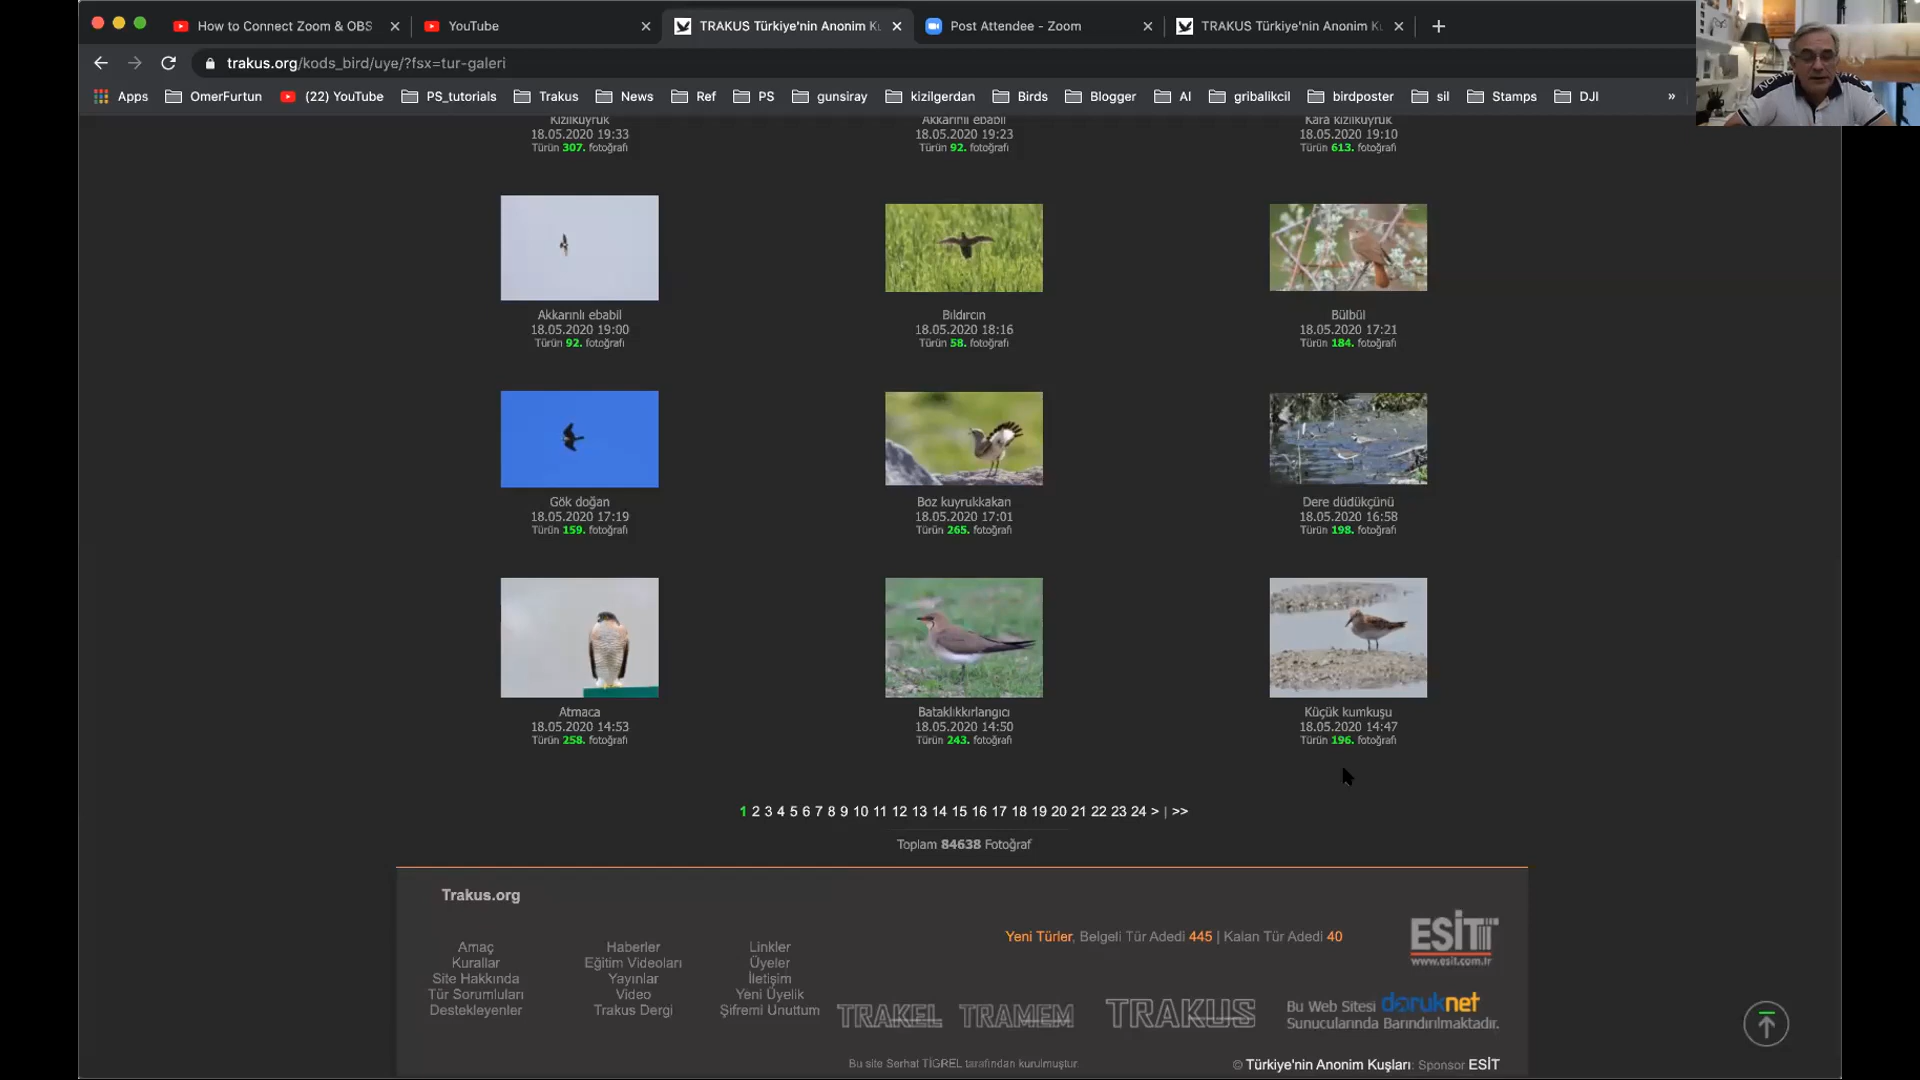 How to Connect Zoom & OBS
YouTube
TRAKUS Türkiye'nin Anonim Ku
Post Attendee - Zoom
TRAKUS Türkiye'nin Anonim Ku
trakus.org/kods_bird/uye/?fsx=tur-galeri
Apps OmerFurtun (22) YouTube PS_tutorials Trakus News Ref PS gunsiray kizilgerdan Birds Blogger AI gribalikcil birdposter sil Stamps DJI »
Kızılkuyruk
18.05.2020 19:33
Türün 307. fotoğrafı
Akkarınlı ebabil
18.05.2020 19:23
Türün 92. fotoğrafı
Kara kızılkuyruk
18.05.2020 19:10
Türün 613. fotoğrafı
Akkarınlı ebabil
18.05.2020 19:00
Türün 92. fotoğrafı
Bıldırcın
18.05.2020 18:16
Türün 58. fotoğrafı
Bülbül
18.05.2020 17:21
Türün 184. fotoğrafı
Gök doğan
18.05.2020 17:19
Türün 159. fotoğrafı
Boz kuyrukkakan
18.05.2020 17:01
Türün 265. fotoğrafı
Dere düdükçünü
18.05.2020 16:58
Türün 198. fotoğrafı
Atmaca
18.05.2020 14:53
Türün 258. fotoğrafı
Bataklıkkırlangıcı
18.05.2020 14:50
Türün 243. fotoğrafı
Küçük kumkuşu
18.05.2020 14:47
Türün 196. fotoğrafı
1 2 3 4 5 6 7 8 9 10 11 12 13 14 15 16 17 18 19 20 21 22 23 24 > | >>
Toplam 84638 Fotoğraf
Trakus.org
Amaç
Kurallar
Site Hakkında
Tür Sorumluları
Destekleyenler
Haberler
Eğitim Videoları
Yayınlar
Video
Trakus Dergi
Linkler
Üyeler
İletişim
Yeni Üyelik
Şifremi Unuttum
Yeni Türler, Belgeli Tür Adedi 445 | Kalan Tür Adedi 40
ESİT
www.esit.com.tr
TRAKEL TRAMEM TRAKUS
Bu Web Sitesi doruknet
Sunucularında Barındırılmaktadır.
Bu site Serhat TİGREL tarafından kurulmuştur
© Türkiye'nin Anonim Kuşları: Sponsor ESİT